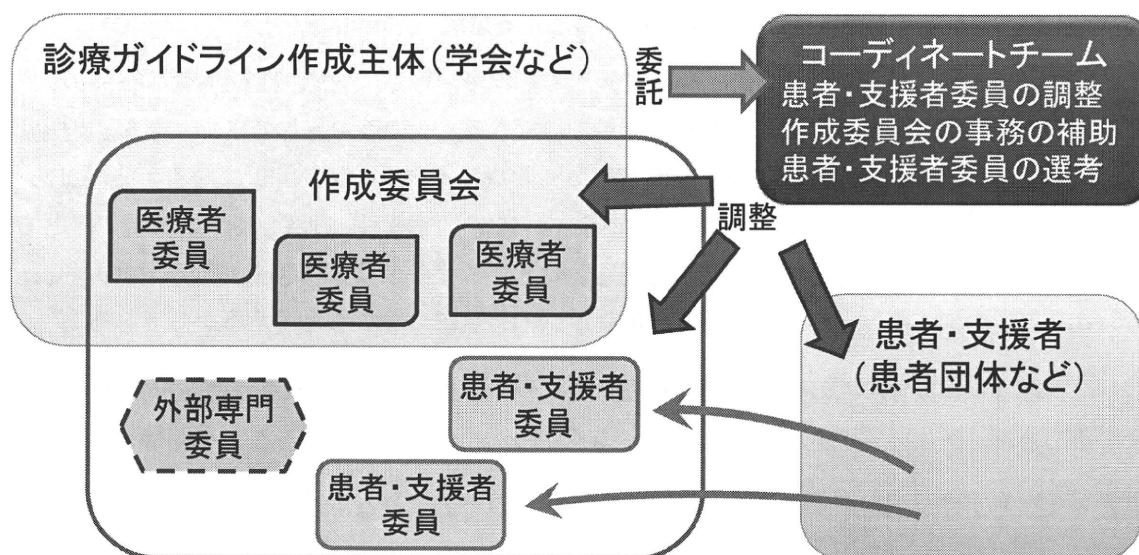 診療ガイドライン作成主体(学会など)
委託
コーディネートチーム
患者・支援者委員の調整
作成委員会の事務の補助
患者・支援者委員の選考
作成委員会
調整
医療者
委員
医療者
委員
医療者
委員
患者・支援者
(患者団体など)
患者・支援者
委員
外部専門
委員
患者・支援者
委員